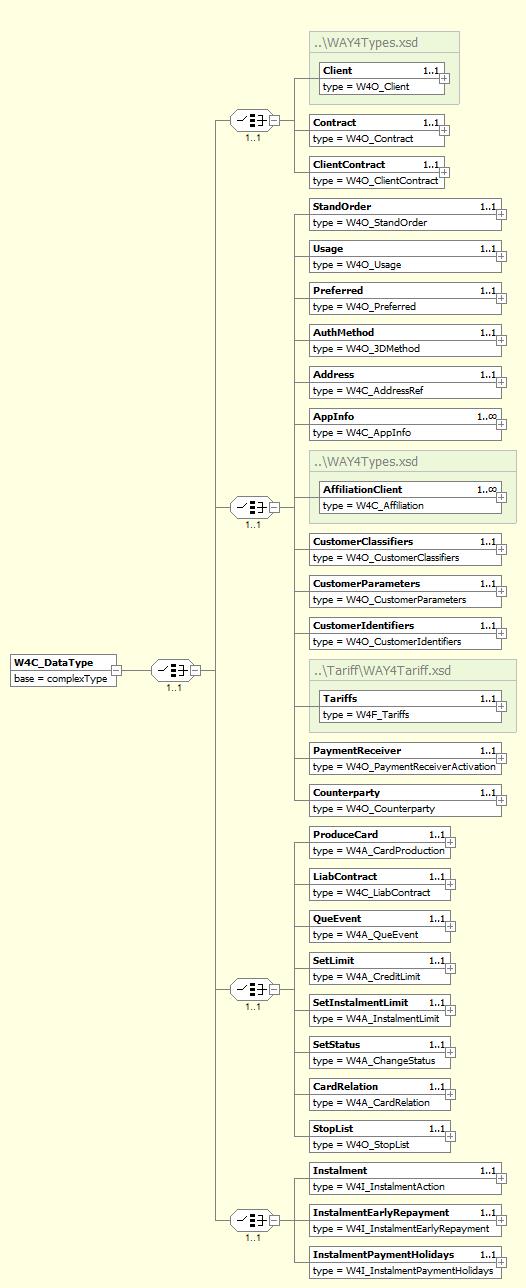 ..\WAY4Types.xsd
Client 1..1
type = W4O_Client
1..1
Contract 1..1
type = W4O_Contract
ClientContract 1..1
type = W4O_ClientContract
StandOrder 1..1
type = W4O_StandOrder
Usage 1..1
type = W4O_Usage
Preferred 1..1
type = W4O_Preferred
AuthMethod 1..1
type = W4O_3DMethod
Address 1..1
type = W4C_AddressRef
AppInfo 1..∞
type = W4C_AppInfo
..\WAY4Types.xsd
AffiliationClient 1..∞
type = W4C_Affiliation
1..1
CustomerClassifiers 1..1
type = W4O_CustomerClassifiers
CustomerParameters 1..1
type = W4O_CustomerParameters
CustomerIdentifiers 1..1
type = W4O_CustomerIdentifiers
W4C_DataType
base = complexType
1..1
..\Tariff\WAY4Tariff.xsd
Tariffs 1..1
type = W4F_Tariffs
PaymentReceiver 1..1
type = W4O_PaymentReceiverActivation
Counterparty 1..1
type = W4O_Counterparty
ProduceCard 1..1
type = W4A_CardProduction
LiabContract 1..1
type = W4C_LiabContract
QueEvent 1..1
type = W4A_QueEvent
SetLimit 1..1
type = W4A_CreditLimit
1..1
SetInstalmentLimit 1..1
type = W4A_InstalmentLimit
SetStatus 1..1
type = W4A_ChangeStatus
CardRelation 1..1
type = W4A_CardRelation
StopList 1..1
type = W4O_StopList
Instalment 1..1
type = W4I_InstalmentAction
InstalmentEarlyRepayment 1..1
type = W4I_InstalmentEarlyRepayment
1..1
InstalmentPaymentHolidays 1..1
type = W4I_InstalmentPaymentHolidays